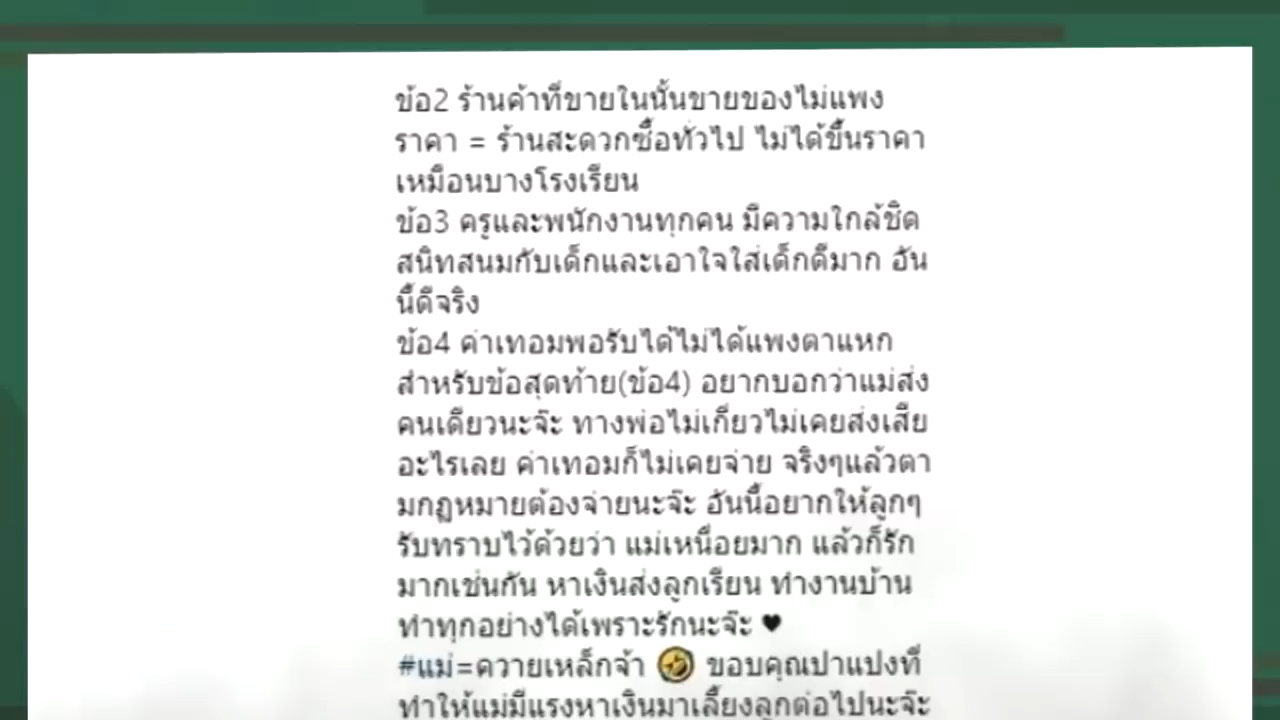 ข้อ2 ร้านค้าที่ขายในนั้นขายของไม่แพง
ราคา = ร้านสะดวกซื้อทั่วไป ไม่ได้ขึ้นราคา
เหมือนบางโรงเรียน
ข้อ3 ครูและพนักงานทุกคน มีความใกล้ชิด
สนิทสนมกับเด็กและเอาใจใส่เด็กดีมาก อัน
นี้ดีจริง
ข้อ4 ค่าเทอมพอรับได้ไม่ได้แพงตาแหก
สำหรับข้อสุดท้าย(ข้อ4) อยากบอกว่าแม่ส่ง
คนเดียวนะจ๊ะ ทางพ่อไม่เกี่ยวไม่เคยส่งเสีย
อะไรเลย ค่าเทอมก็ไม่เคยจ่าย จริงๆแล้วตา
มกฎหมายต้องจ่ายนะจ๊ะ อันนี้อยากให้ลูกๆ
รับทราบไว้ด้วยว่า แม่เหนื่อยมาก แล้วก็รัก
มากเช่นกัน หาเงินส่งลูกเรียน ทำงานบ้าน
ทำทุกอย่างได้เพราะรักนะจ๊ะ ♥
#แม่=ควายเหล็กจ้า 🤣 ขอบคุณปาแปงที่
ทำให้แม่มีแรงหาเงินมาเลี้ยงลูกต่อไปนะจ๊ะ